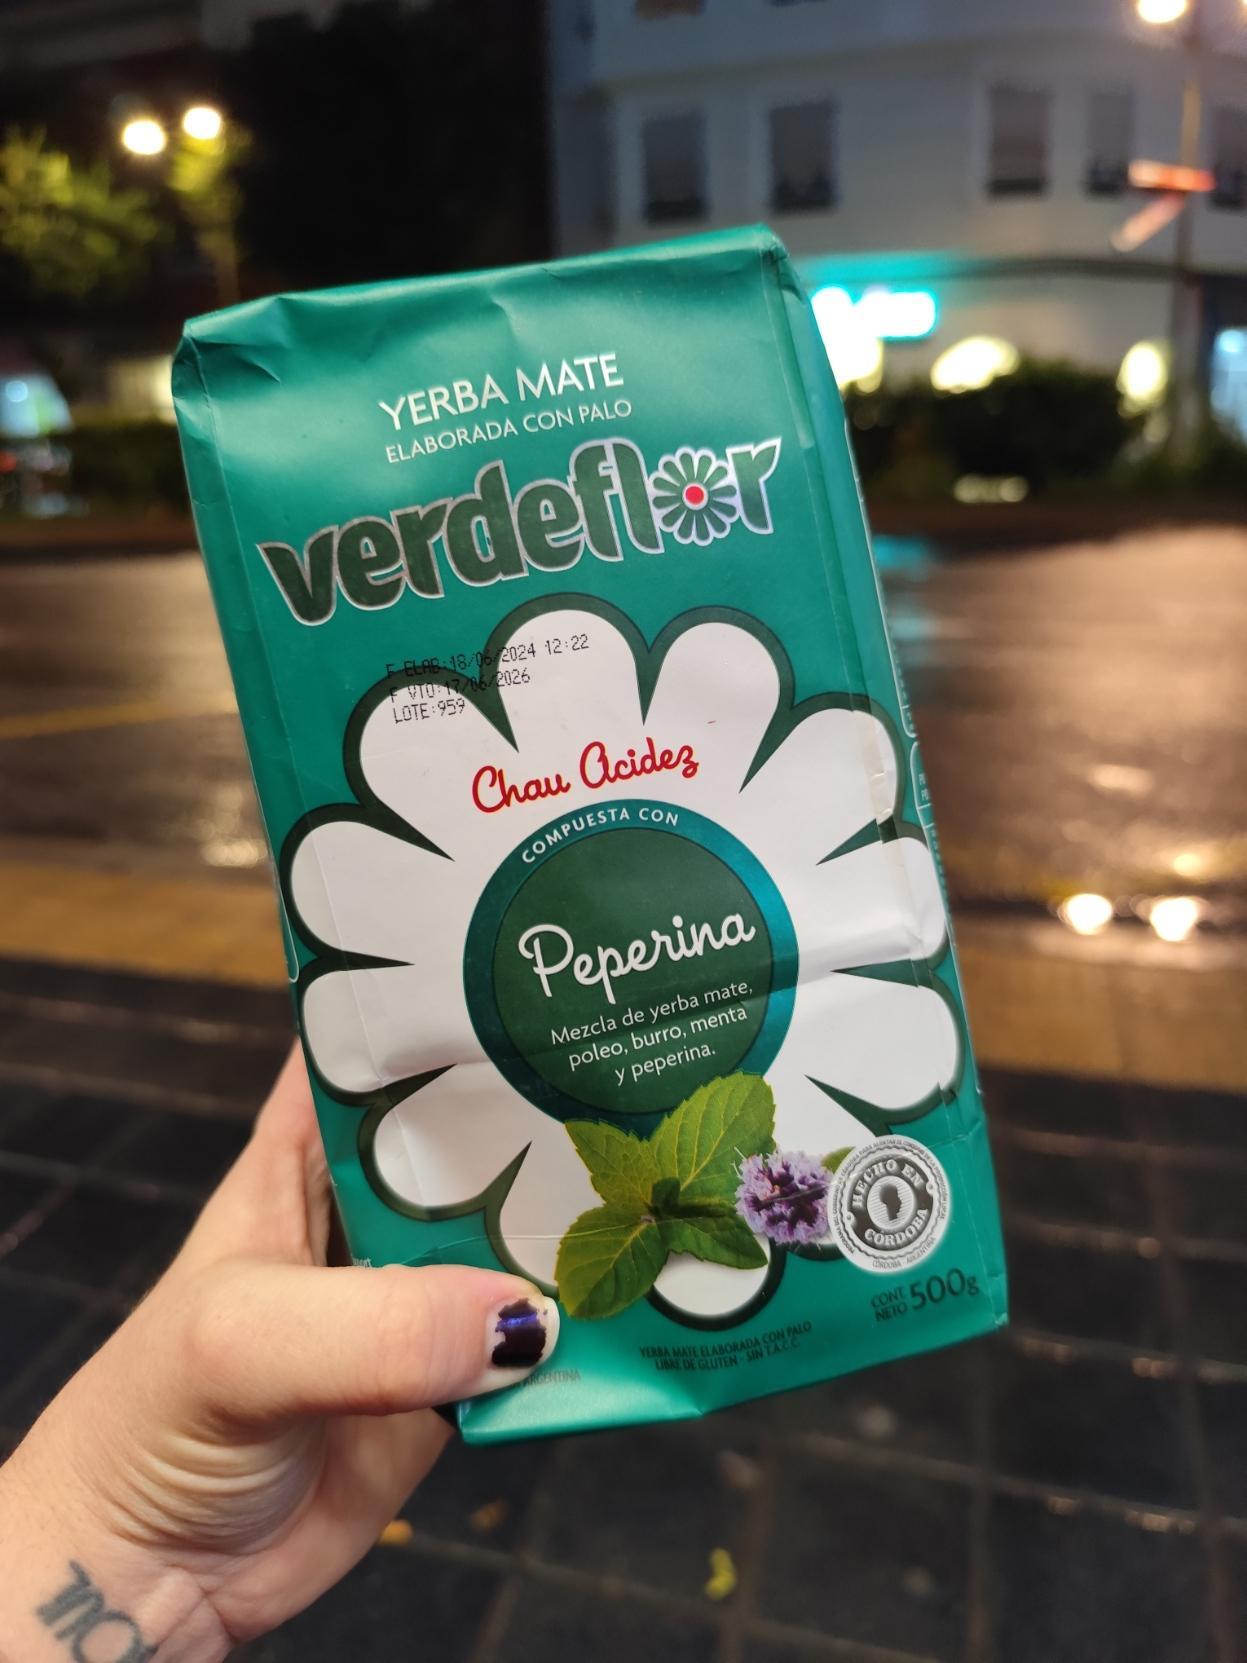 YERBA MATE
ELABORADA CON PALO
verdeflor
F ELAB:18/06/2024 12:22
F VTO:17/06/2026
LOTE:959
Chau Acidez
COMPUESTA CON
Peperina
Mezcla de yerba mate,
poleo, burro, menta
y peperina.
HECHO EN
CÓRDOBA
CÓRDOBA - ARGENTINA
CONT.
NETO 500g
YERBA MATE ELABORADA CON PALO
LIBRE DE GLUTEN - SIN T.A.C.C.
ARGENTINA